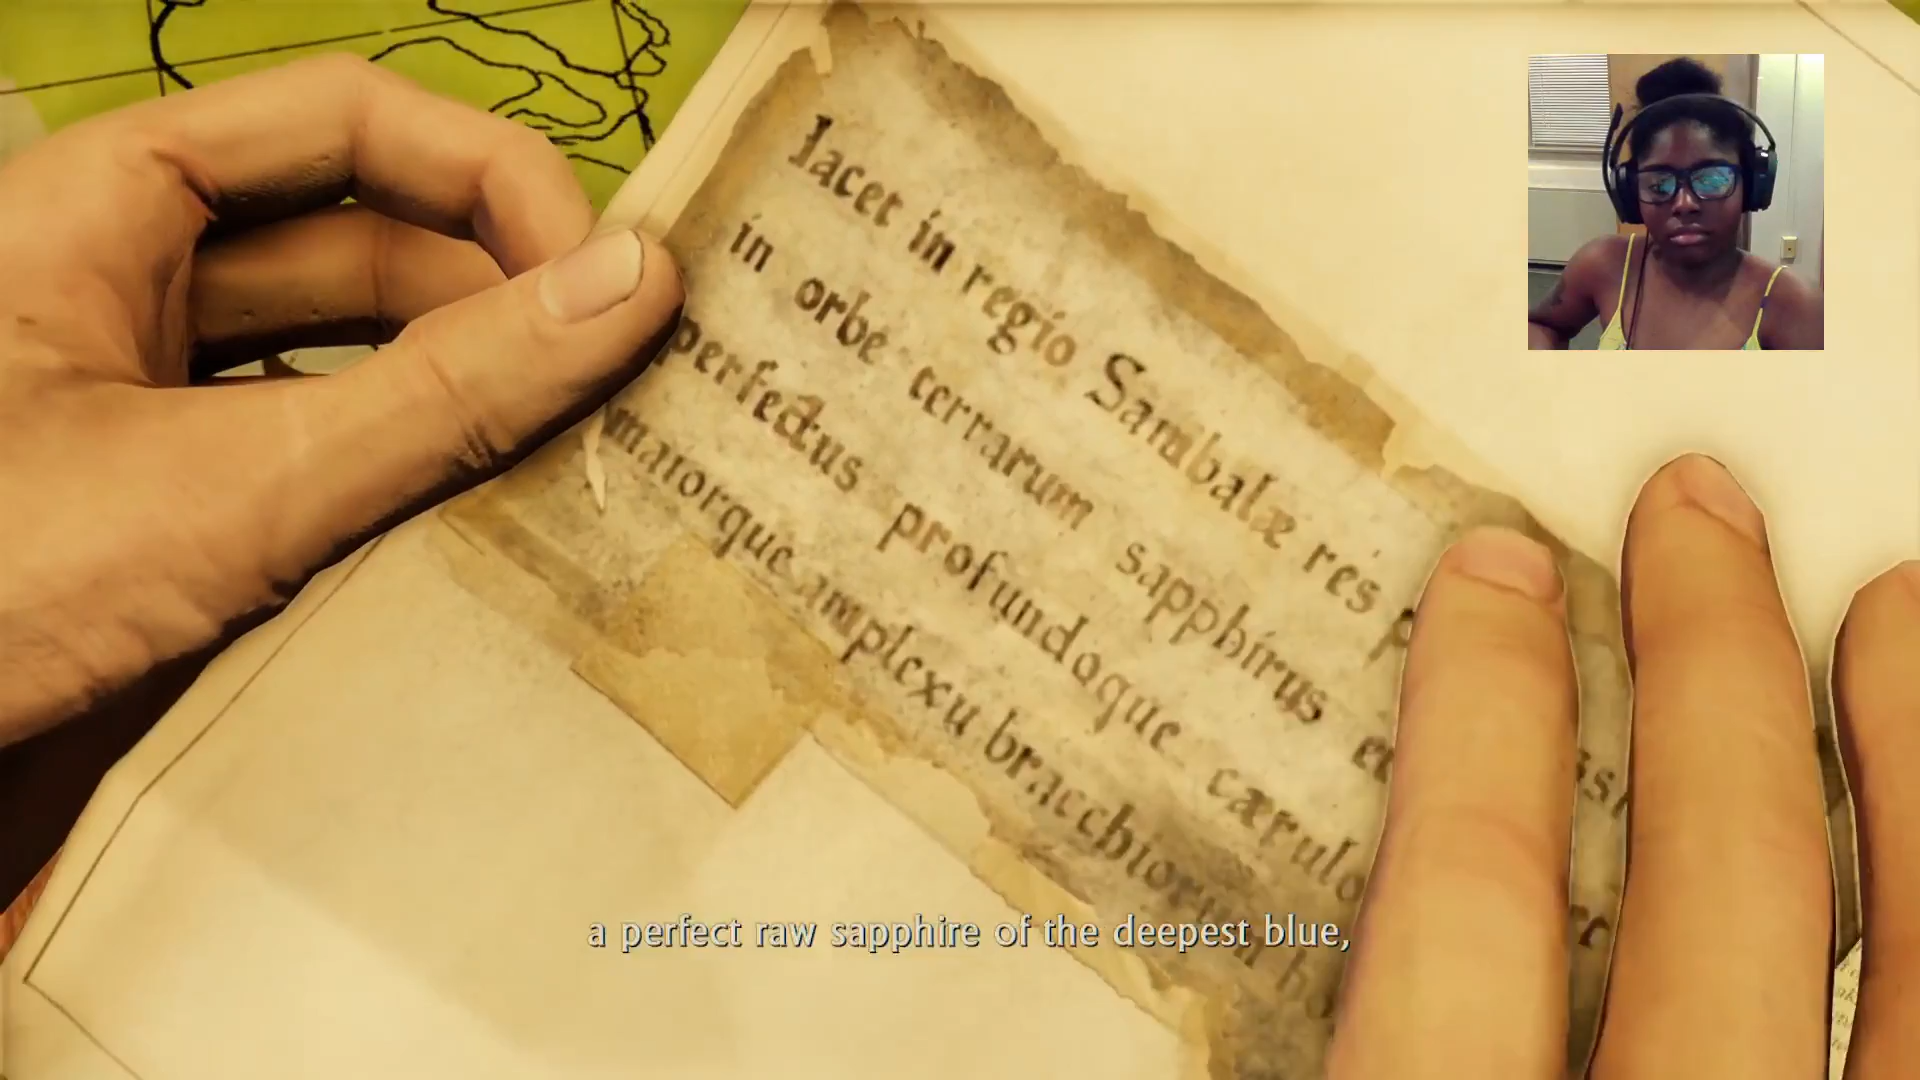 Iacet in regio Sambalæ res
in orbe terrarum sapphirus
perfectus profundoque cærulo
maiorque amplexu bracchiorum
a perfect raw sapphire of the deepest blue,